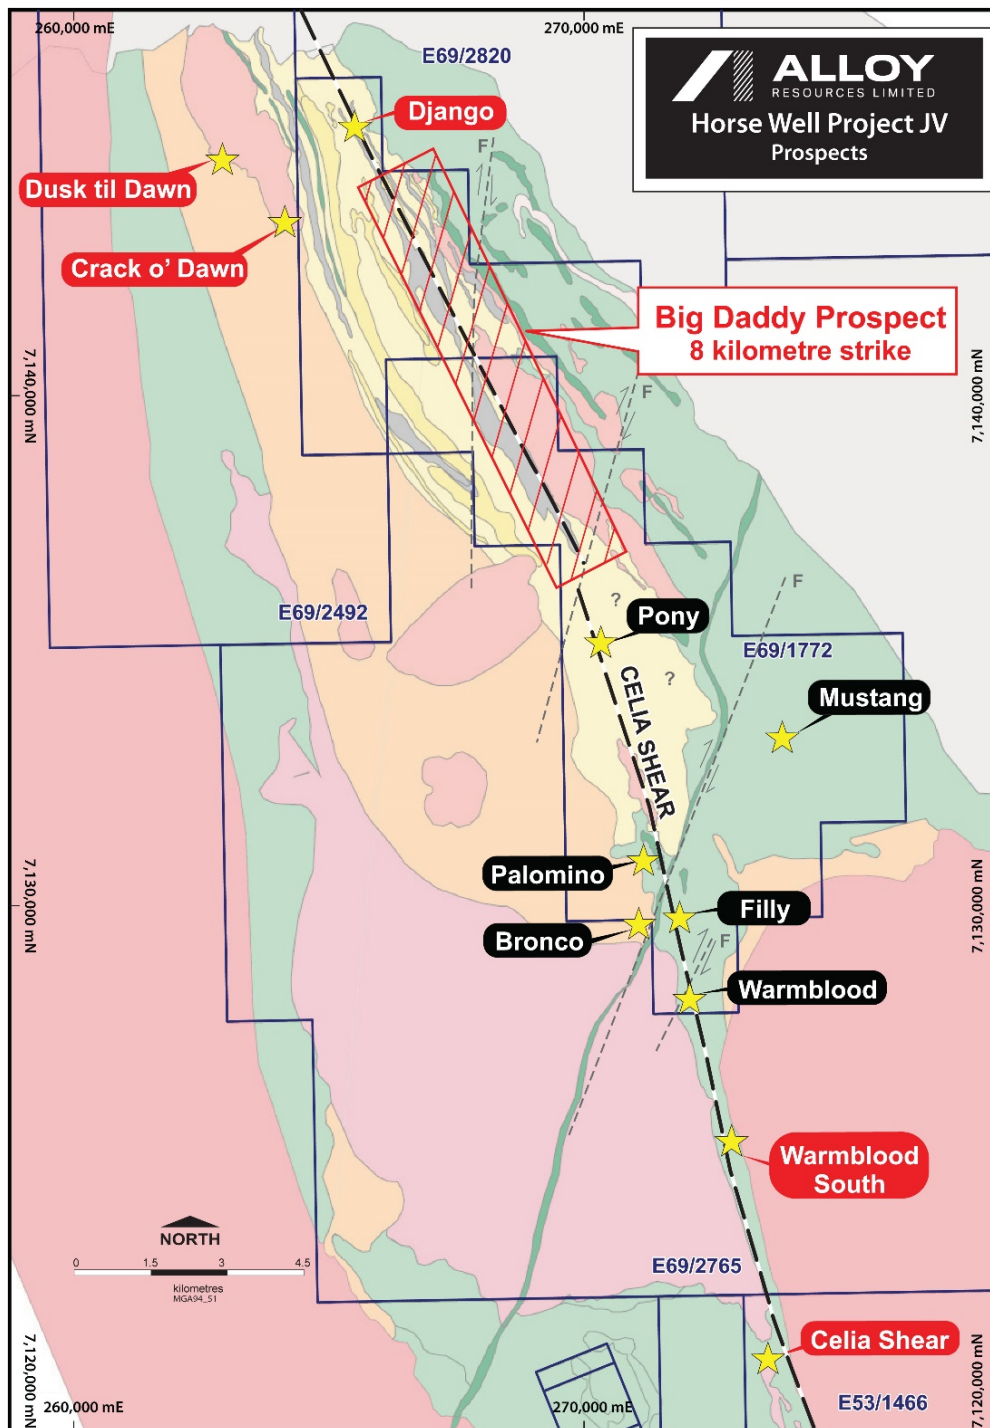 260,000 mE
270,000 mE
E69/2820
ALLOY
RESOURCES LIMITED
Horse Well Project JV
Prospects
Django
F
Dusk til Dawn
Crack o' Dawn
Big Daddy Prospect
8 kilometre strike
7,140,000 mN
7,140,000 mN
F
F
E69/2492
?
Pony
E69/1772
?
Mustang
CELIA SHEAR
Palomino
7,130,000 mN
7,130,000 mN
Filly
Bronco
F
Warmblood
Warmblood
South
NORTH
0 1.5 3 4.5
kilometres
MGA94_51
E69/2765
Celia Shear
7,120,000 mN
7,120,000 mN
E53/1466
260,000 mE
270,000 mE